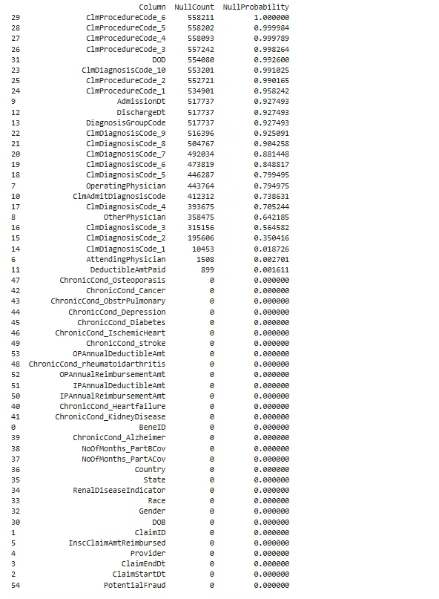 Column NullCount NullProbability
29 ClmProcedureCode_6 558211 1.000000
28 ClmProcedureCode_5 558202 0.999984
27 ClmProcedureCode_4 558093 0.999789
26 ClmProcedureCode_3 557242 0.998264
31 DOD 554080 0.992600
23 ClmDiagnosisCode_10 553201 0.991025
25 ClmProcedureCode_2 552721 0.990165
24 ClmProcedureCode_1 534901 0.958242
9 AdmissionDt 517737 0.927493
12 DischargeDt 517737 0.927493
13 DiagnosisGroupCode 517737 0.927493
22 ClmDiagnosisCode_9 516396 0.925091
21 ClmDiagnosisCode_8 504767 0.904258
20 ClmDiagnosisCode_7 492034 0.881448
19 ClmDiagnosisCode_6 473819 0.848817
18 ClmDiagnosisCode_5 446287 0.799495
7 OperatingPhysician 443764 0.794975
10 ClmAdmitDiagnosisCode 412312 0.738631
17 ClmDiagnosisCode_4 393675 0.705244
8 OtherPhysician 358475 0.642185
16 ClmDiagnosisCode_3 315156 0.564582
15 ClmDiagnosisCode_2 195606 0.350416
14 ClmDiagnosisCode_1 10453 0.018726
6 AttendingPhysician 1508 0.002701
11 DeductibleAmtPaid 899 0.001611
47 ChronicCond_Osteoporasis 0 0.000000
42 ChronicCond_Cancer 0 0.000000
43 ChronicCond_ObstrPulmonary 0 0.000000
44 ChronicCond_Depression 0 0.000000
45 ChronicCond_Diabetes 0 0.000000
46 ChronicCond_IschemicHeart 0 0.000000
49 ChronicCond_stroke 0 0.000000
53 OPAnnualDeductibleAmt 0 0.000000
48 ChronicCond_rheumatoidarthritis 0 0.000000
52 OPAnnualReimbursementAmt 0 0.000000
51 IPAnnualDeductibleAmt 0 0.000000
50 IPAnnualReimbursementAmt 0 0.000000
40 ChronicCond_Heartfailure 0 0.000000
41 ChronicCond_KidneyDisease 0 0.000000
0 BeneID 0 0.000000
39 ChronicCond_Alzheimer 0 0.000000
38 NoOfMonths_PartBCov 0 0.000000
37 NoOfMonths_PartACov 0 0.000000
36 Country 0 0.000000
35 State 0 0.000000
34 RenalDiseaseIndicator 0 0.000000
33 Race 0 0.000000
32 Gender 0 0.000000
30 DOB 0 0.000000
1 ClaimID 0 0.000000
5 InscClaimAmtReimbursed 0 0.000000
4 Provider 0 0.000000
3 ClaimEndDt 0 0.000000
2 ClaimStartDt 0 0.000000
54 PotentialFraud 0 0.000000